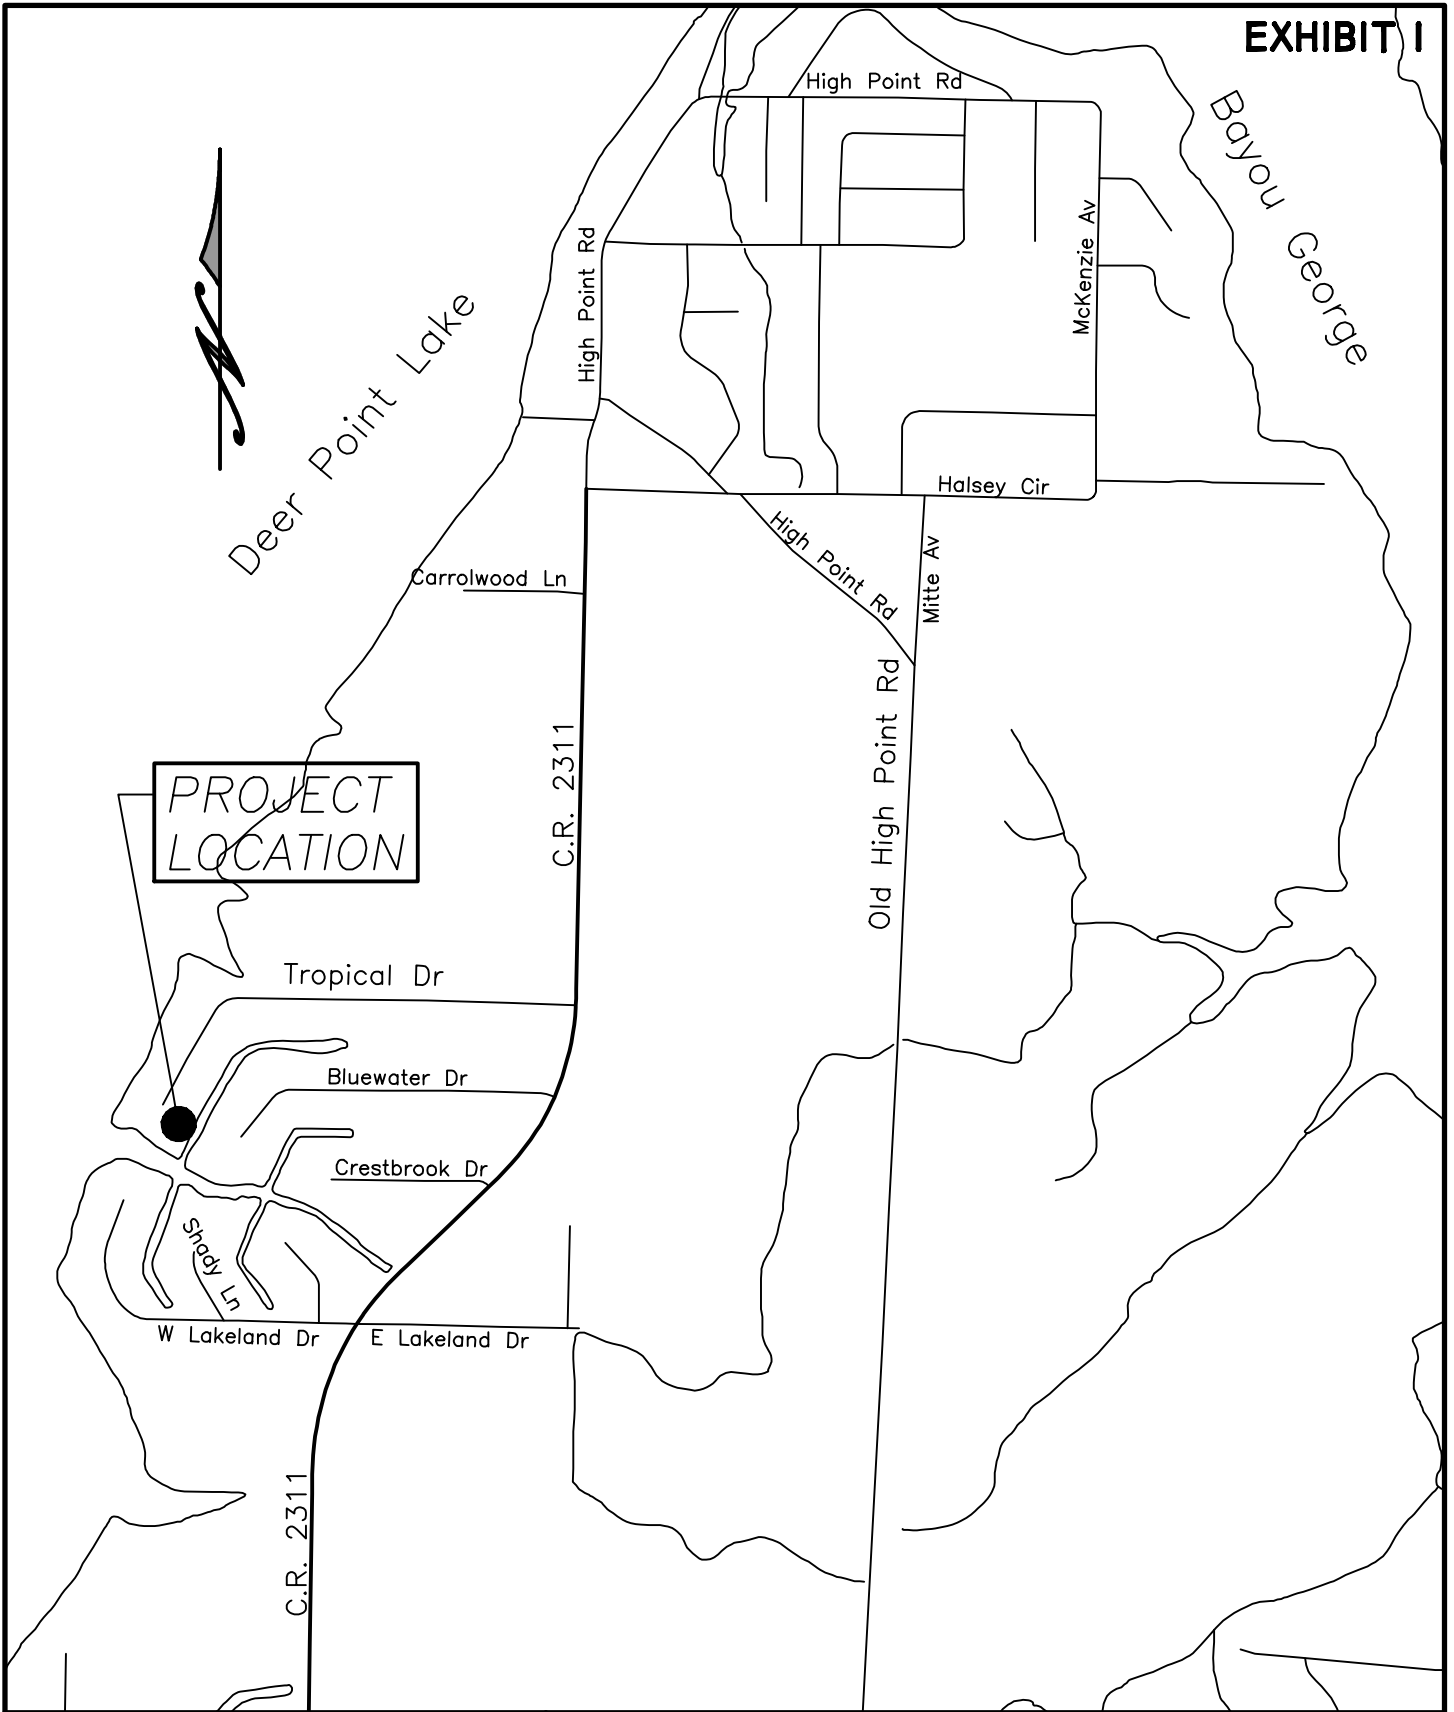 EXHIBIT I
High Point Rd
Bayou George
McKenzie Av
High Point Rd
N
Deer Point Lake
Halsey Cir
High Point Rd
Mitte Av
Carrolwood Ln
Old High Point Rd
C.R. 2311
PROJECT
LOCATION
Tropical Dr
Bluewater Dr
Crestbrook Dr
Shady Ln
W Lakeland Dr
E Lakeland Dr
C.R. 2311